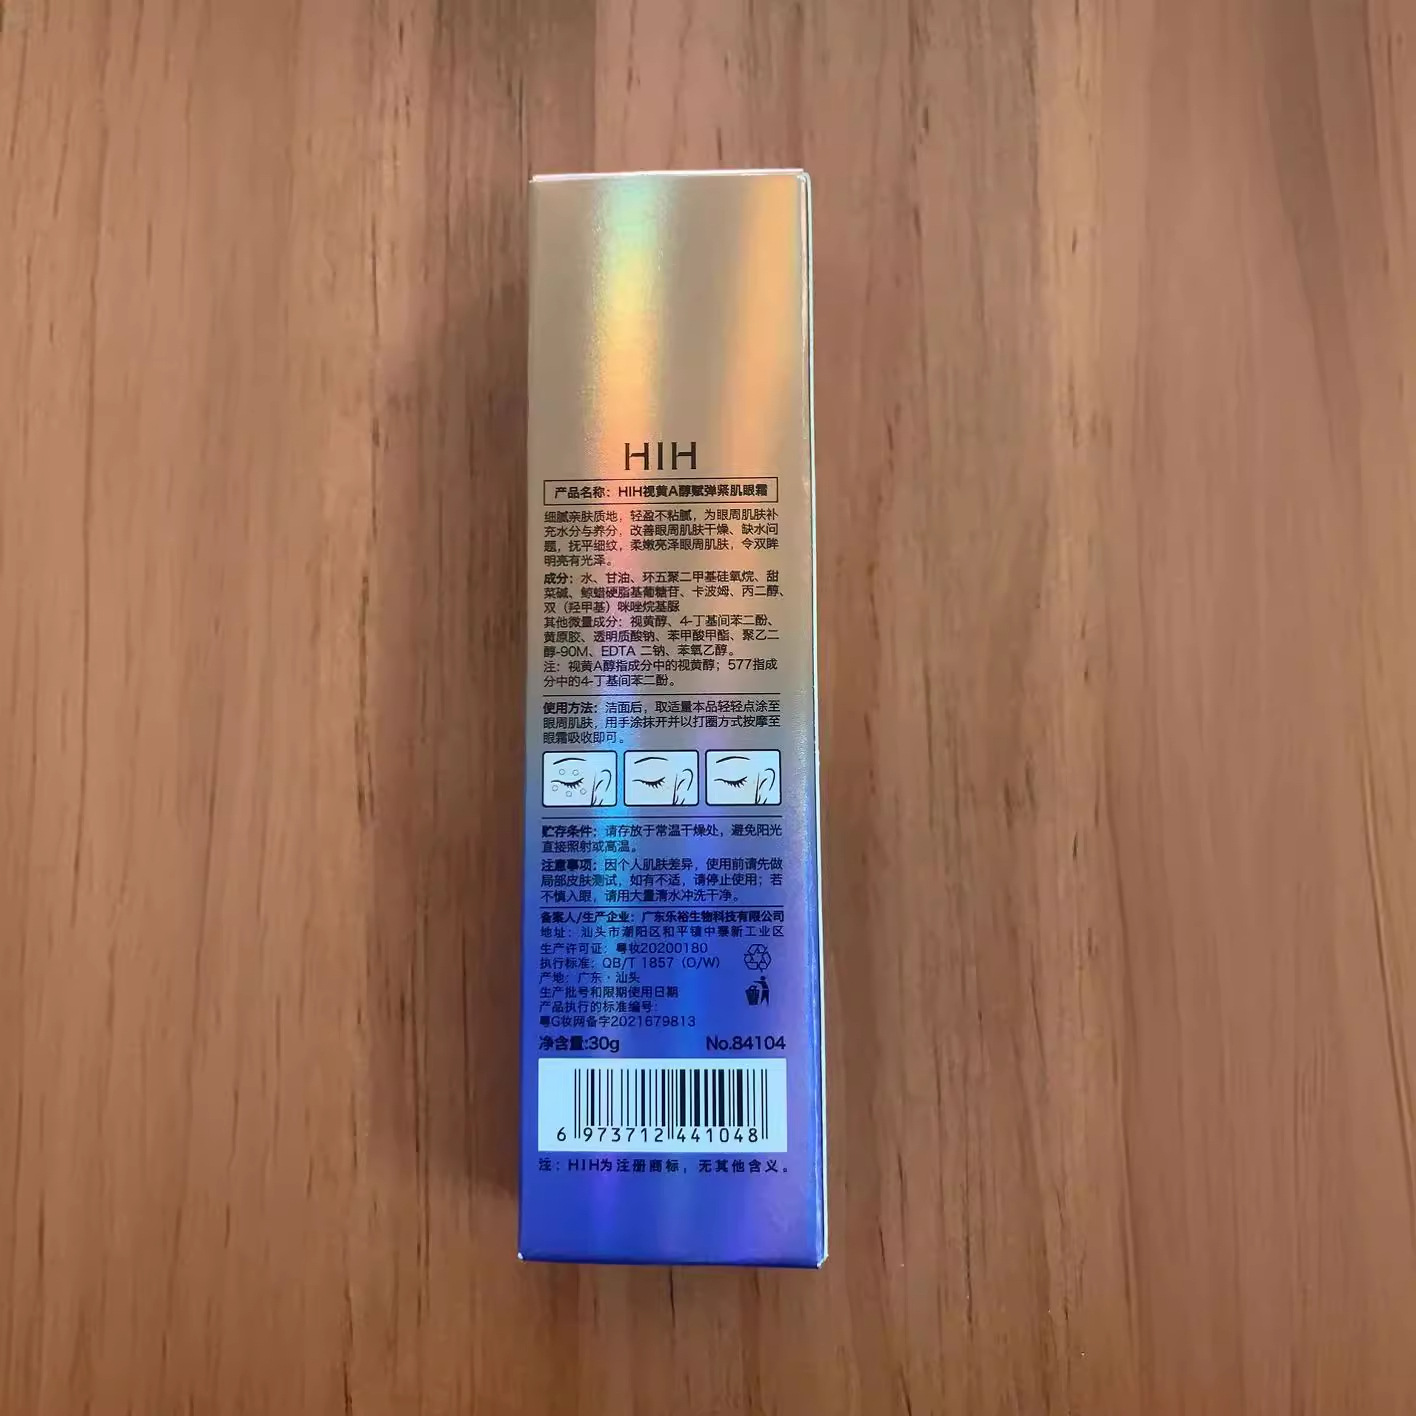 HIH
产品名称：HIH视黄A醇赋弹紧肌眼霜
细腻亲肤质地，轻盈不粘腻，为眼周肌肤补
充水分与养分，改善眼周肌肤干燥、缺水问
题，抚平细纹，柔嫩亮泽眼周肌肤，令双眸
明亮有光泽。
成分：水、甘油、环五聚二甲基硅氧烷、甜
菜碱、鲸蜡硬脂基葡糖苷、卡波姆、丙二醇、
双（羟甲基）咪唑烷基脲
其他微量成分：视黄醇、4-丁基间苯二酚、
黄原胶、透明质酸钠、苯甲酸甲酯、聚乙二
醇-90M、EDTA 二钠、苯氧乙醇。
注：视黄A醇指成分中的视黄醇；577指成
分中的4-丁基间苯二酚。
使用方法：洁面后，取适量本品轻轻点涂至
眼周肌肤，用手涂抹开并以打圈方式按摩至
眼霜吸收即可。
贮存条件：请存放于常温干燥处，避免阳光
直接照射或高温。
注意事项：因个人肌肤差异，使用前请先做
局部皮肤测试，如有不适，请停止使用；若
不慎入眼，请用大量清水冲洗干净。
备案人/生产企业：广东乐裕生物科技有限公司
地址：汕头市潮阳区和平镇中寨新工业区
生产许可证：粤妆20200180
执行标准：QB/T 1857（O/W）
产地：广东·汕头
生产批号和限期使用日期
产品执行的标准编号：
粤G妆网备字2021679813
净含量:30g No.84104
6 973712 441048
注：HIH为注册商标，无其他含义。